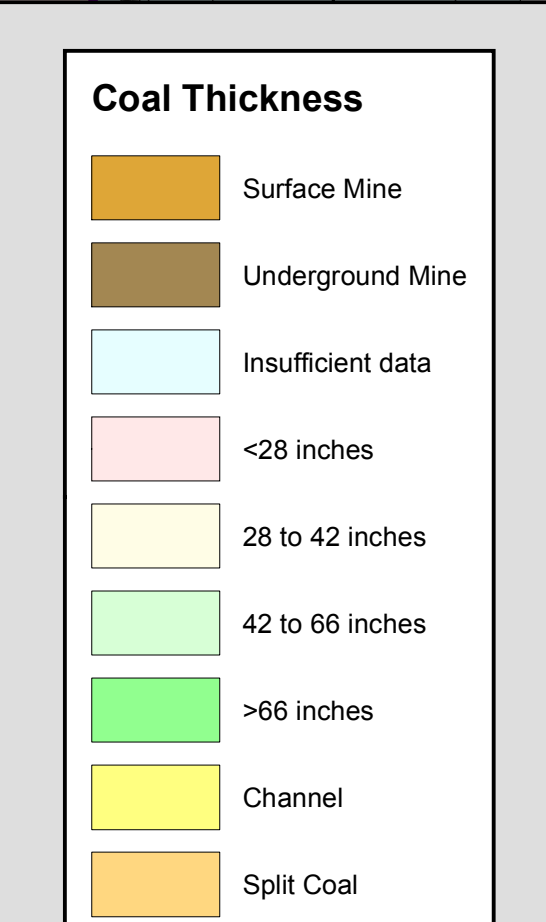 Coal Thickness
Surface Mine
Underground Mine
Insufficient data
<28 inches
28 to 42 inches
42 to 66 inches
>66 inches
Channel
Split Coal